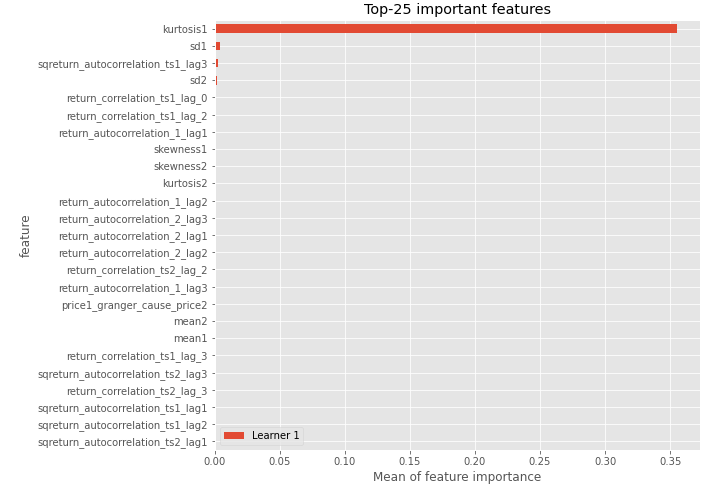 Top-25 important features
kurtosis1
sd1
sqreturn_autocorrelation_ts1_lag3
sd2
return_correlation_ts1_lag_0
return_correlation_ts1_lag_2
return_autocorrelation_1_lag1
skewness1
skewness2
kurtosis2
return_autocorrelation_1_lag2
return_autocorrelation_2_lag3
return_autocorrelation_2_lag1
return_autocorrelation_2_lag2
return_correlation_ts2_lag_2
return_autocorrelation_1_lag3
price1_granger_cause_price2
mean2
mean1
return_correlation_ts1_lag_3
sqreturn_autocorrelation_ts2_lag3
return_correlation_ts2_lag_3
sqreturn_autocorrelation_ts1_lag1
sqreturn_autocorrelation_ts1_lag2
sqreturn_autocorrelation_ts2_lag1
feature
Learner 1
0.00 0.05 0.10 0.15 0.20 0.25 0.30 0.35
Mean of feature importance